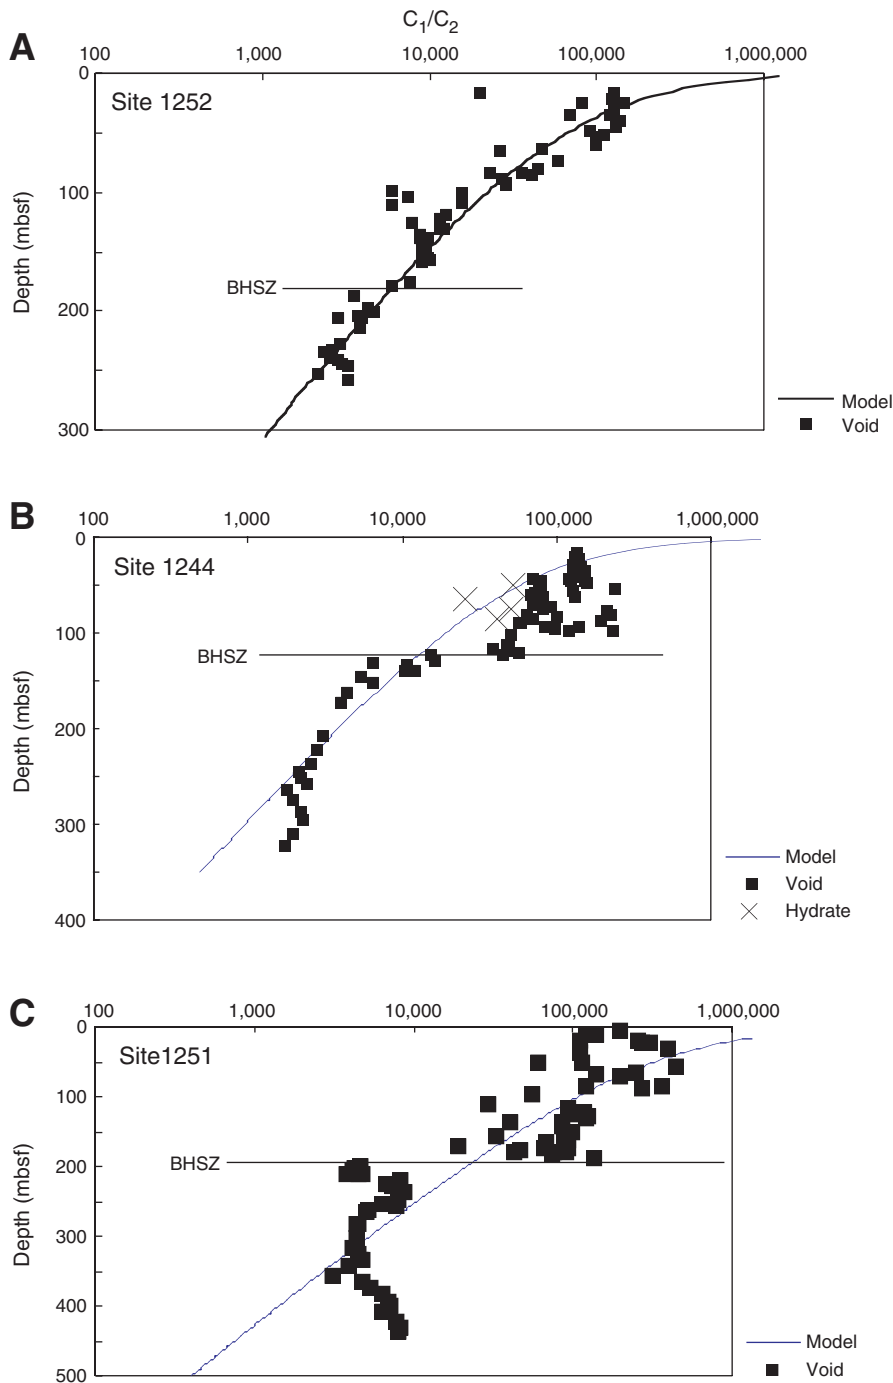 C1/C2
A
100 1,000 10,000 100,000 1,000,000
0
Site 1252
100
Depth (mbsf)
BHSZ
200
300
Model
Void
B
100 1,000 10,000 100,000 1,000,000
0
Site 1244
100
BHSZ
Depth (mbsf)
200
300
400
Model
Void
Hydrate
C
100 1,000 10,000 100,000 1,000,000
0
Site1251
100
BHSZ
200
Depth (mbsf)
300
400
500
Model
Void